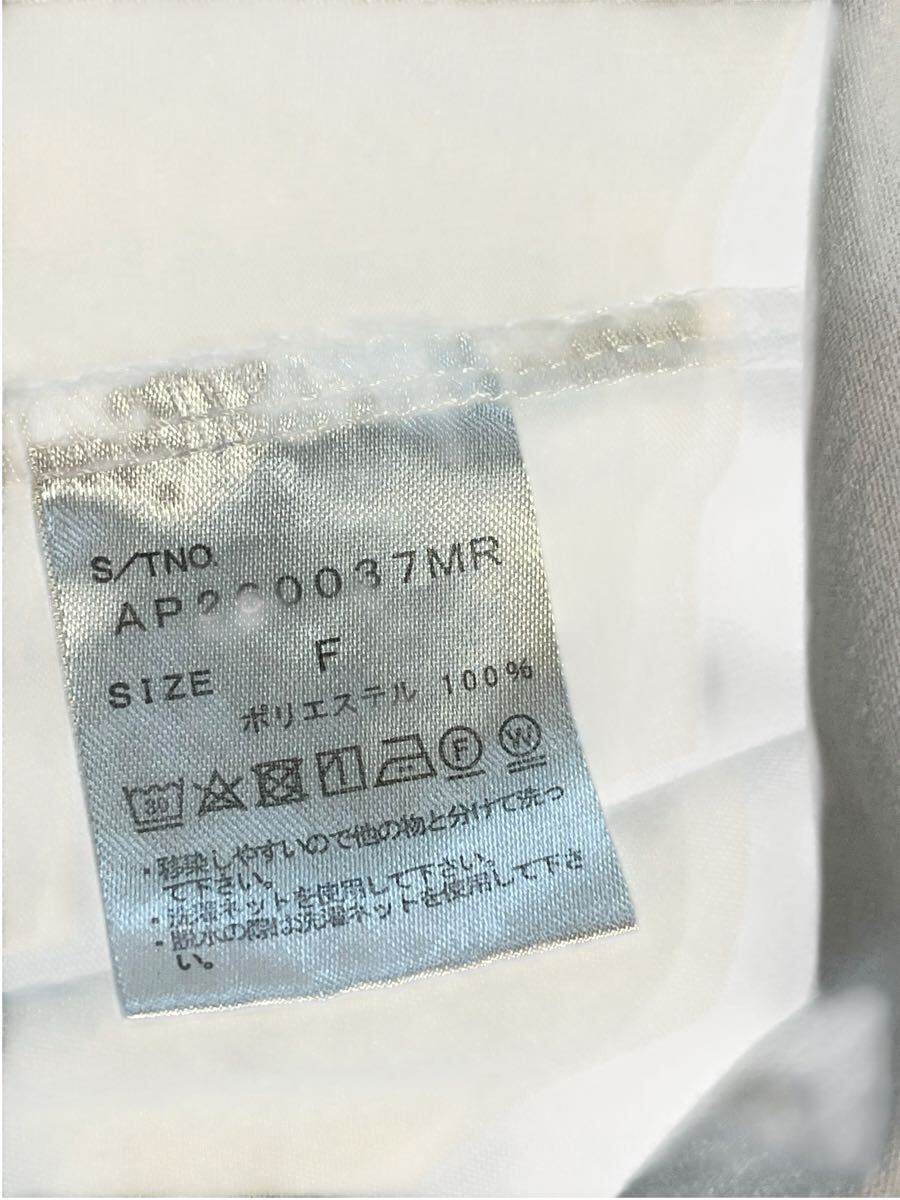 S/TNO.
SIZE F
ポリエステル 100%
30
F W
・移染しやすいので他の物と分けて洗っ
て下さい。
・洗濯ネットを使用して下さい。
・脱水の際は洗濯ネットを使用して下さ
い。